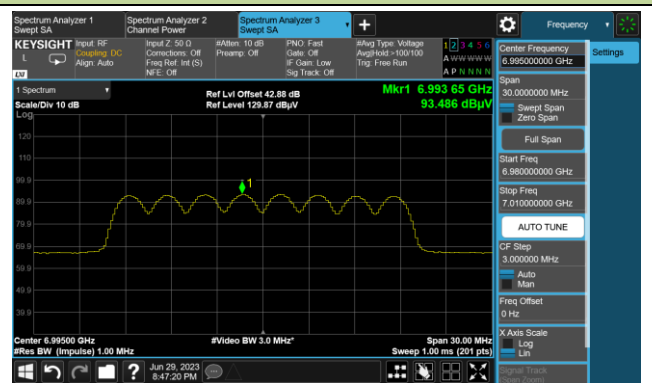 Spectrum Analyzer 1
Swept SA
Spectrum Analyzer 2
Channel Power
Spectrum Analyzer 3
Swept SA
Frequency
KEYSIGHT
L
LXI
Input: RF
Coupling: DC
Align: Auto
Input Z: 50 Ω
Corrections: Off
Freq Ref: Int (S)
NFE: Off
#Atten: 10 dB
Preamp: Off
PNO: Fast
Gate: Off
IF Gain: Low
Sig Track: Off
#Avg Type: Voltage
Avg|Hold:>100/100
Trig: Free Run
1 2 3 4 5 6
A W W W W W
A P N N N N
1 Spectrum
Scale/Div 10 dB
Log
Ref Lvl Offset 42.88 dB
Ref Level 129.87 dBµV
Mkr1 6.993 65 GHz
93.486 dBµV
1
120
110
99.9
89.9
79.9
69.9
59.9
49.9
39.9
Center 6.99500 GHz
#Res BW (Impulse) 1.00 MHz
#Video BW 3.0 MHz*
Span 30.00 MHz
Sweep 1.00 ms (201 pts)
Jun 29, 2023
8:47:20 PM
Center Frequency
6.995000000 GHz
Settings
Span
30.0000000 MHz
Swept Span
Zero Span
Full Span
Start Freq
6.980000000 GHz
Stop Freq
7.010000000 GHz
AUTO TUNE
CF Step
3.000000 MHz
Auto
Man
Freq Offset
0 Hz
X Axis Scale
Log
Lin
Signal Track
(Span Zoom)